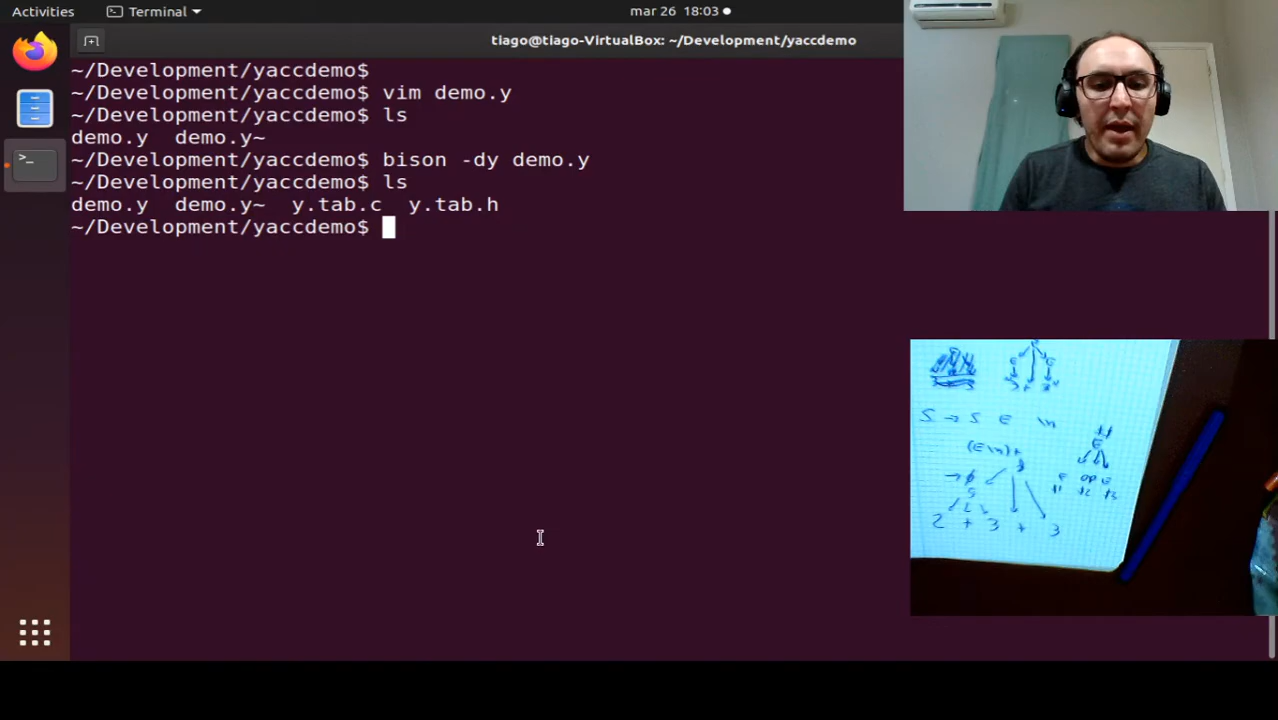 Activities
Terminal
mar 26 18:03
tiago@tiago-VirtualBox: ~/Development/yaccdemo
~/Development/yaccdemo$
~/Development/yaccdemo$ vim demo.y
~/Development/yaccdemo$ ls
demo.y demo.y~
~/Development/yaccdemo$ bison -dy demo.y
~/Development/yaccdemo$ ls
demo.y demo.y~ y.tab.c y.tab.h
~/Development/yaccdemo$
S → S E \n
(E\n)+
E op E
2 + 3 + 3